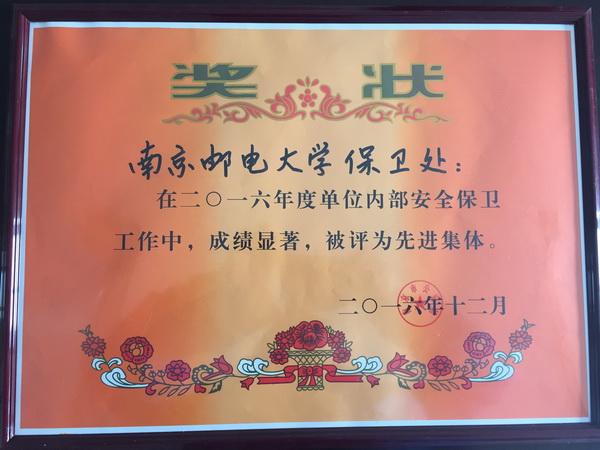 奖状
南京邮电大学保卫处：
在二〇一六年度单位内部安全保卫
工作中，成绩显著，被评为先进集体。
二〇一六年十二月